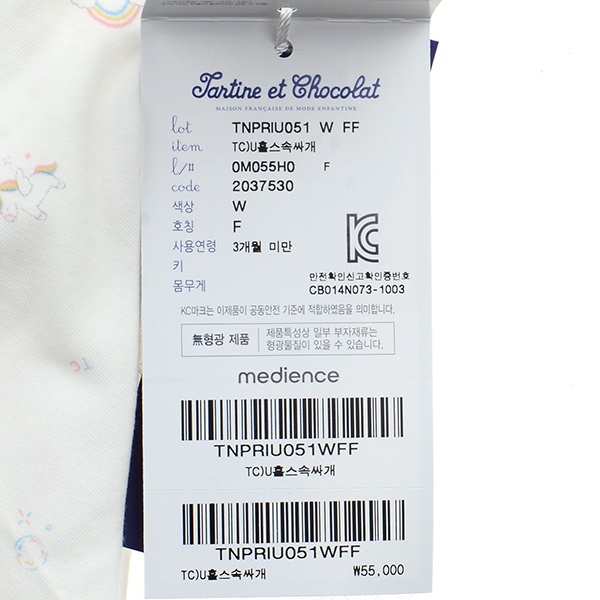 Tartine et Chocolat
MAISON FRANÇAISE DE MODE ENFANTINE
lot TNPRIU051 W FF
item TC)U홀스속싸개
l/# 0M055H0 F
code 2037530
색상 W
호칭 F
사용연령 3개월 미만
키
몸무게
안전확인신고확인증번호
CB014N073-1003
KC마크는 이제품이 공통안전 기준에 적합하였음을 의미합니다.
無형광 제품
제품특성상 일부 부자재류는
형광물질이 있을 수 있습니다.
medience
TNPRIU051WFF
TC)U홀스속싸개
TNPRIU051WFF
TC)U홀스속싸개 ₩55,000